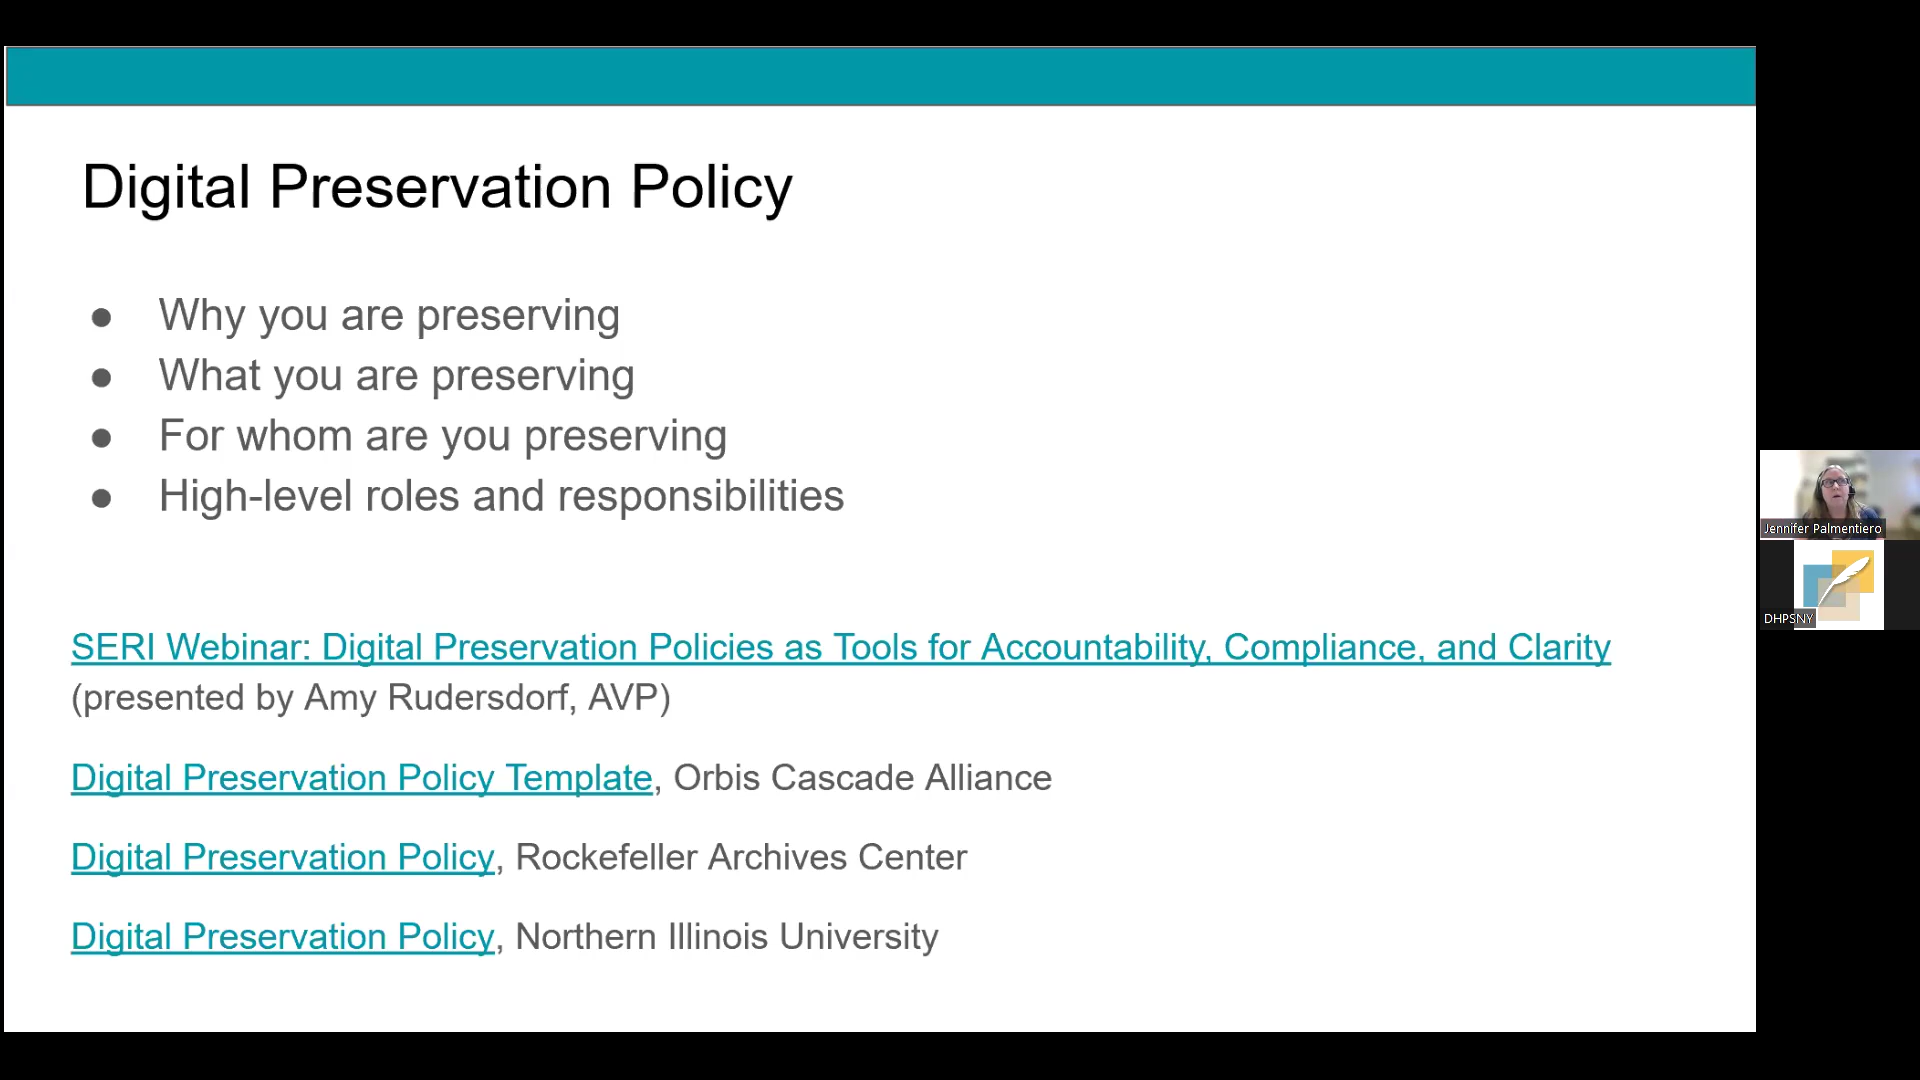 Digital Preservation Policy
● Why you are preserving
● What you are preserving
● For whom are you preserving
● High-level roles and responsibilities
SERI Webinar: Digital Preservation Policies as Tools for Accountability, Compliance, and Clarity
(presented by Amy Rudersdorf, AVP)
Digital Preservation Policy Template, Orbis Cascade Alliance
Digital Preservation Policy, Rockefeller Archives Center
Digital Preservation Policy, Northern Illinois University
Jennifer Palmentiero
DHPSNY